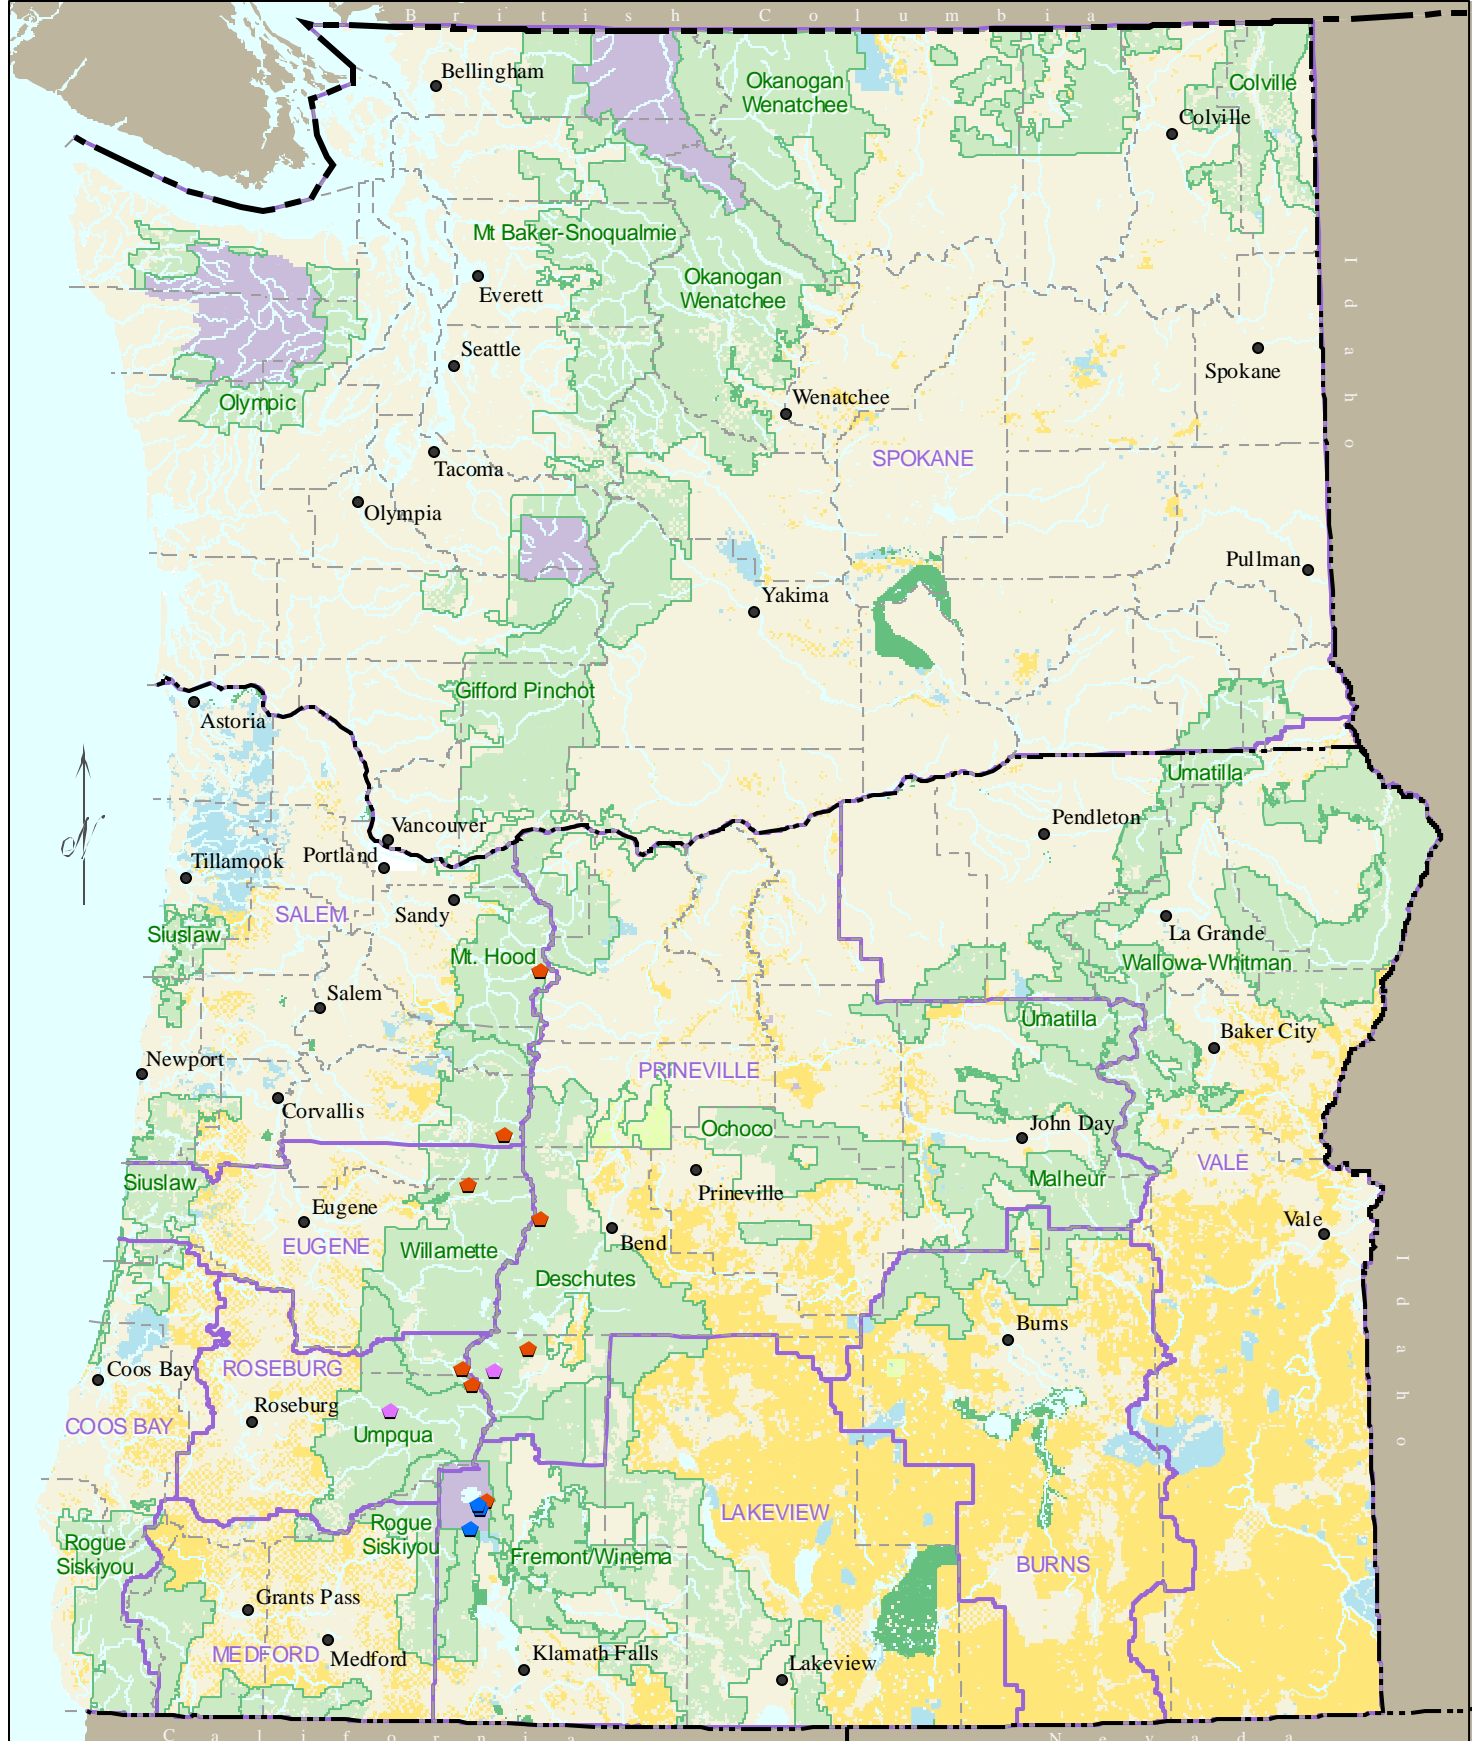 British Columbia
Bellingham
Okanogan
Wenatchee
Colville
Colville
Mt Baker-Snoqualmie
Okanogan
Wenatchee
Everett
Idaho
Seattle
Spokane
Olympic
Wenatchee
SPOKANE
Tacoma
Olympia
Pullman
Yakima
Gifford Pinchot
Astoria
Umatilla
Vancouver
Pendleton
Portland
Tillamook
SALEM
Sandy
Siuslaw
La Grande
Mt. Hood
Wallowa-Whitman
Salem
Umatilla
Baker City
Newport
PRINEVILLE
Corvallis
Ochoco
John Day
VALE
Siuslaw
Malheur
Prineville
Eugene
Vale
EUGENE
Willamette
Bend
Deschutes
Idaho
Burns
Coos Bay
ROSEBURG
Roseburg
COOS BAY
Umpqua
LAKEVIEW
Rogue
Siskiyou
Rogue
Siskiyou
Fremont/Winema
BURNS
Grants Pass
MEDFORD
Medford
Klamath Falls
Lakeview
California
Nevada